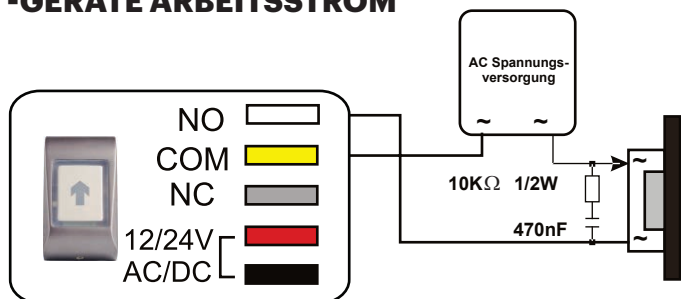 -GERÄTE ARBEITSSTROM
AC Spannungs-
versorgung
~ ~
NO
COM
NC
12/24V
AC/DC
10KΩ 1/2W
470nF
~
~